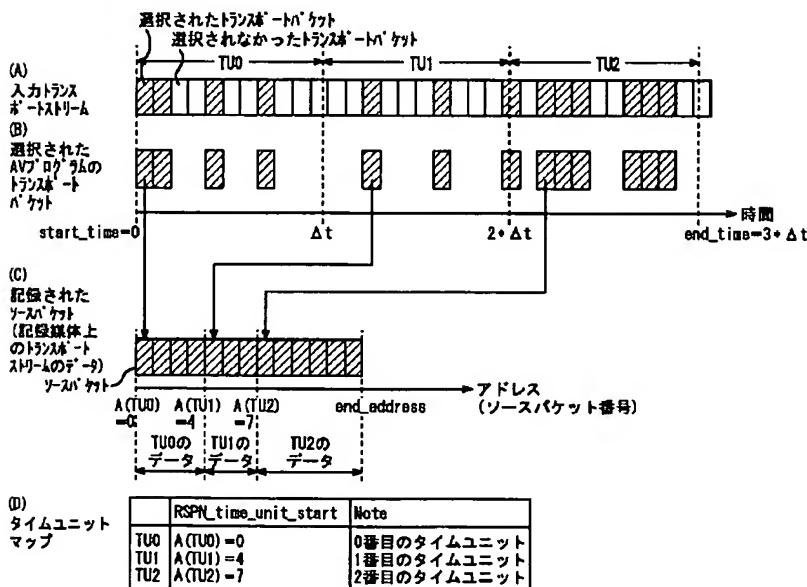 選択されたトランスポートパケット
選択されなかったトランスポートパケット
TU0 TU1 TU2
(A)
入力トランス
ポートストリーム
(B)
選択された
AVプログラムの
トランスポート
パケット
時間
start_time=0 Δt 2*Δt end_time=3*Δt
(C)
記録された
ソースパケット
(記録媒体上
のトランスポート
ストリームのデータ)
ソースパケット
アドレス
(ソースパケット番号)
A(TU0) A(TU1) A(TU2) end_address
=0 =4 =7
TU0の TU1の TU2の
データ データ データ
(D)
タイムユニット
マップ
RSPN_time_unit_start Note
TU0 A(TU0)=0 0番目のタイムユニット
TU1 A(TU1)=4 1番目のタイムユニット
TU2 A(TU2)=7 2番目のタイムユニット